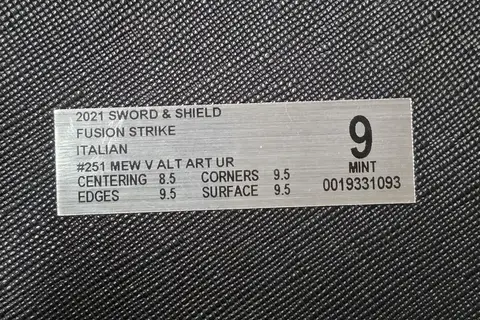 2021 SWORD & SHIELD
FUSION STRIKE
ITALIAN
#251 MEW V ALT ART UR
CENTERING 8.5 CORNERS 9.5
EDGES 9.5 SURFACE 9.5
9
MINT
0019331093